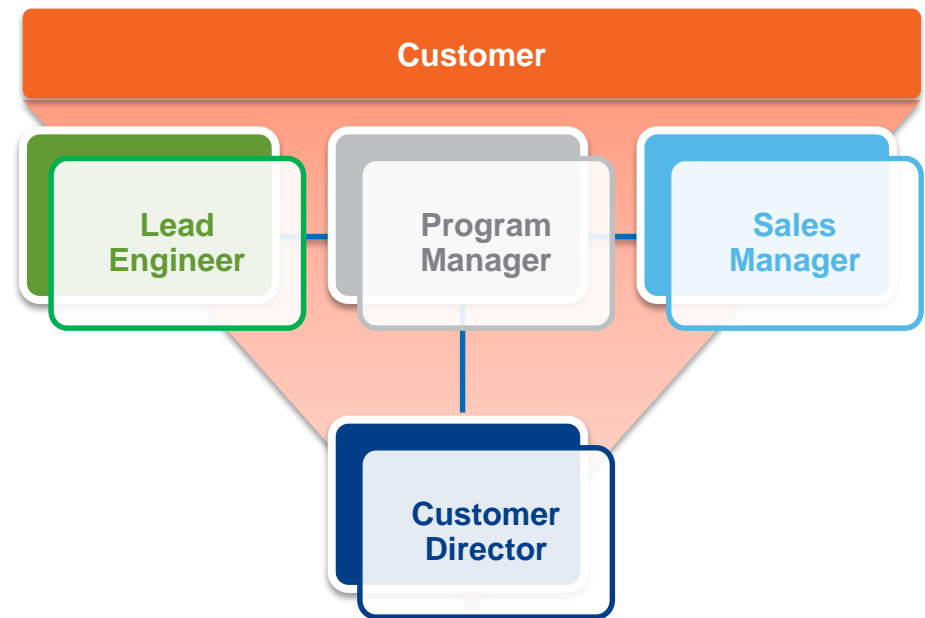 Customer
Lead
Engineer
Program
Manager
Sales
Manager
Customer
Director